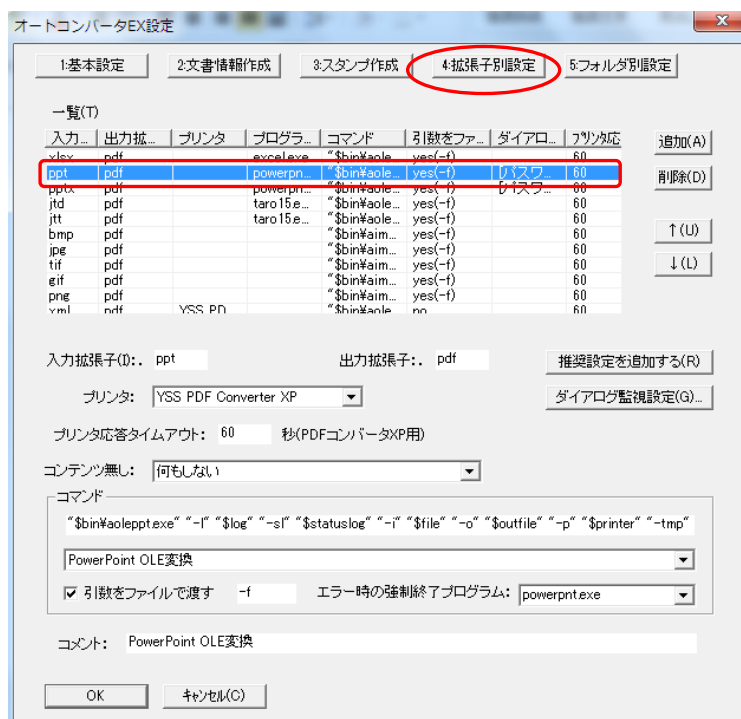 オートコンバータEX設定
1:基本設定 2:文書情報作成 3:スタンプ作成 4:拡張子別設定 5:フォルダ別設定
一覧(T)
入力... 出力拡... プリンタ プログラ... コマンド 引数をファ... ダイアロ... プリンタ応
追加(A)
xlsx pdf excel.exe "$bin¥aole... yes(-f) 60
ppt pdf powerpn... "$bin¥aole... yes(-f) [パスワ... 60
削除(D)
pptx pdf powerpn... "$bin¥aole... yes(-f) [パスワ... 60
jtd pdf taro15.e... "$bin¥aole... yes(-f) 60
jtt pdf taro15.e... "$bin¥aole... yes(-f) 60
↑(U)
bmp pdf "$bin¥aim... yes(-f) 60
jpg pdf "$bin¥aim... yes(-f) 60
tif pdf "$bin¥aim... yes(-f) 60
↓(L)
gif pdf "$bin¥aim... yes(-f) 60
png pdf "$bin¥aim... yes(-f) 60
xml pdf YSS PD... "$bin¥aole... no 60
入力拡張子(I):. ppt 出力拡張子:. pdf 推奨設定を追加する(R)
プリンタ: YSS PDF Converter XP ダイアログ監視設定(G)...
プリンタ応答タイムアウト: 60 秒(PDFコンバータXP用)
コンテンツ無し: 何もしない
コマンド
"$bin¥aoleppt.exe" "-l" "$log" "-sl" "$statuslog" "-i" "$file" "-o" "$outfile" "-p" "$printer" "-tmp"
PowerPoint OLE変換
引数をファイルで渡す -f エラー時の強制終了プログラム: powerpnt.exe
コメント: PowerPoint OLE変換
OK キャンセル(C)